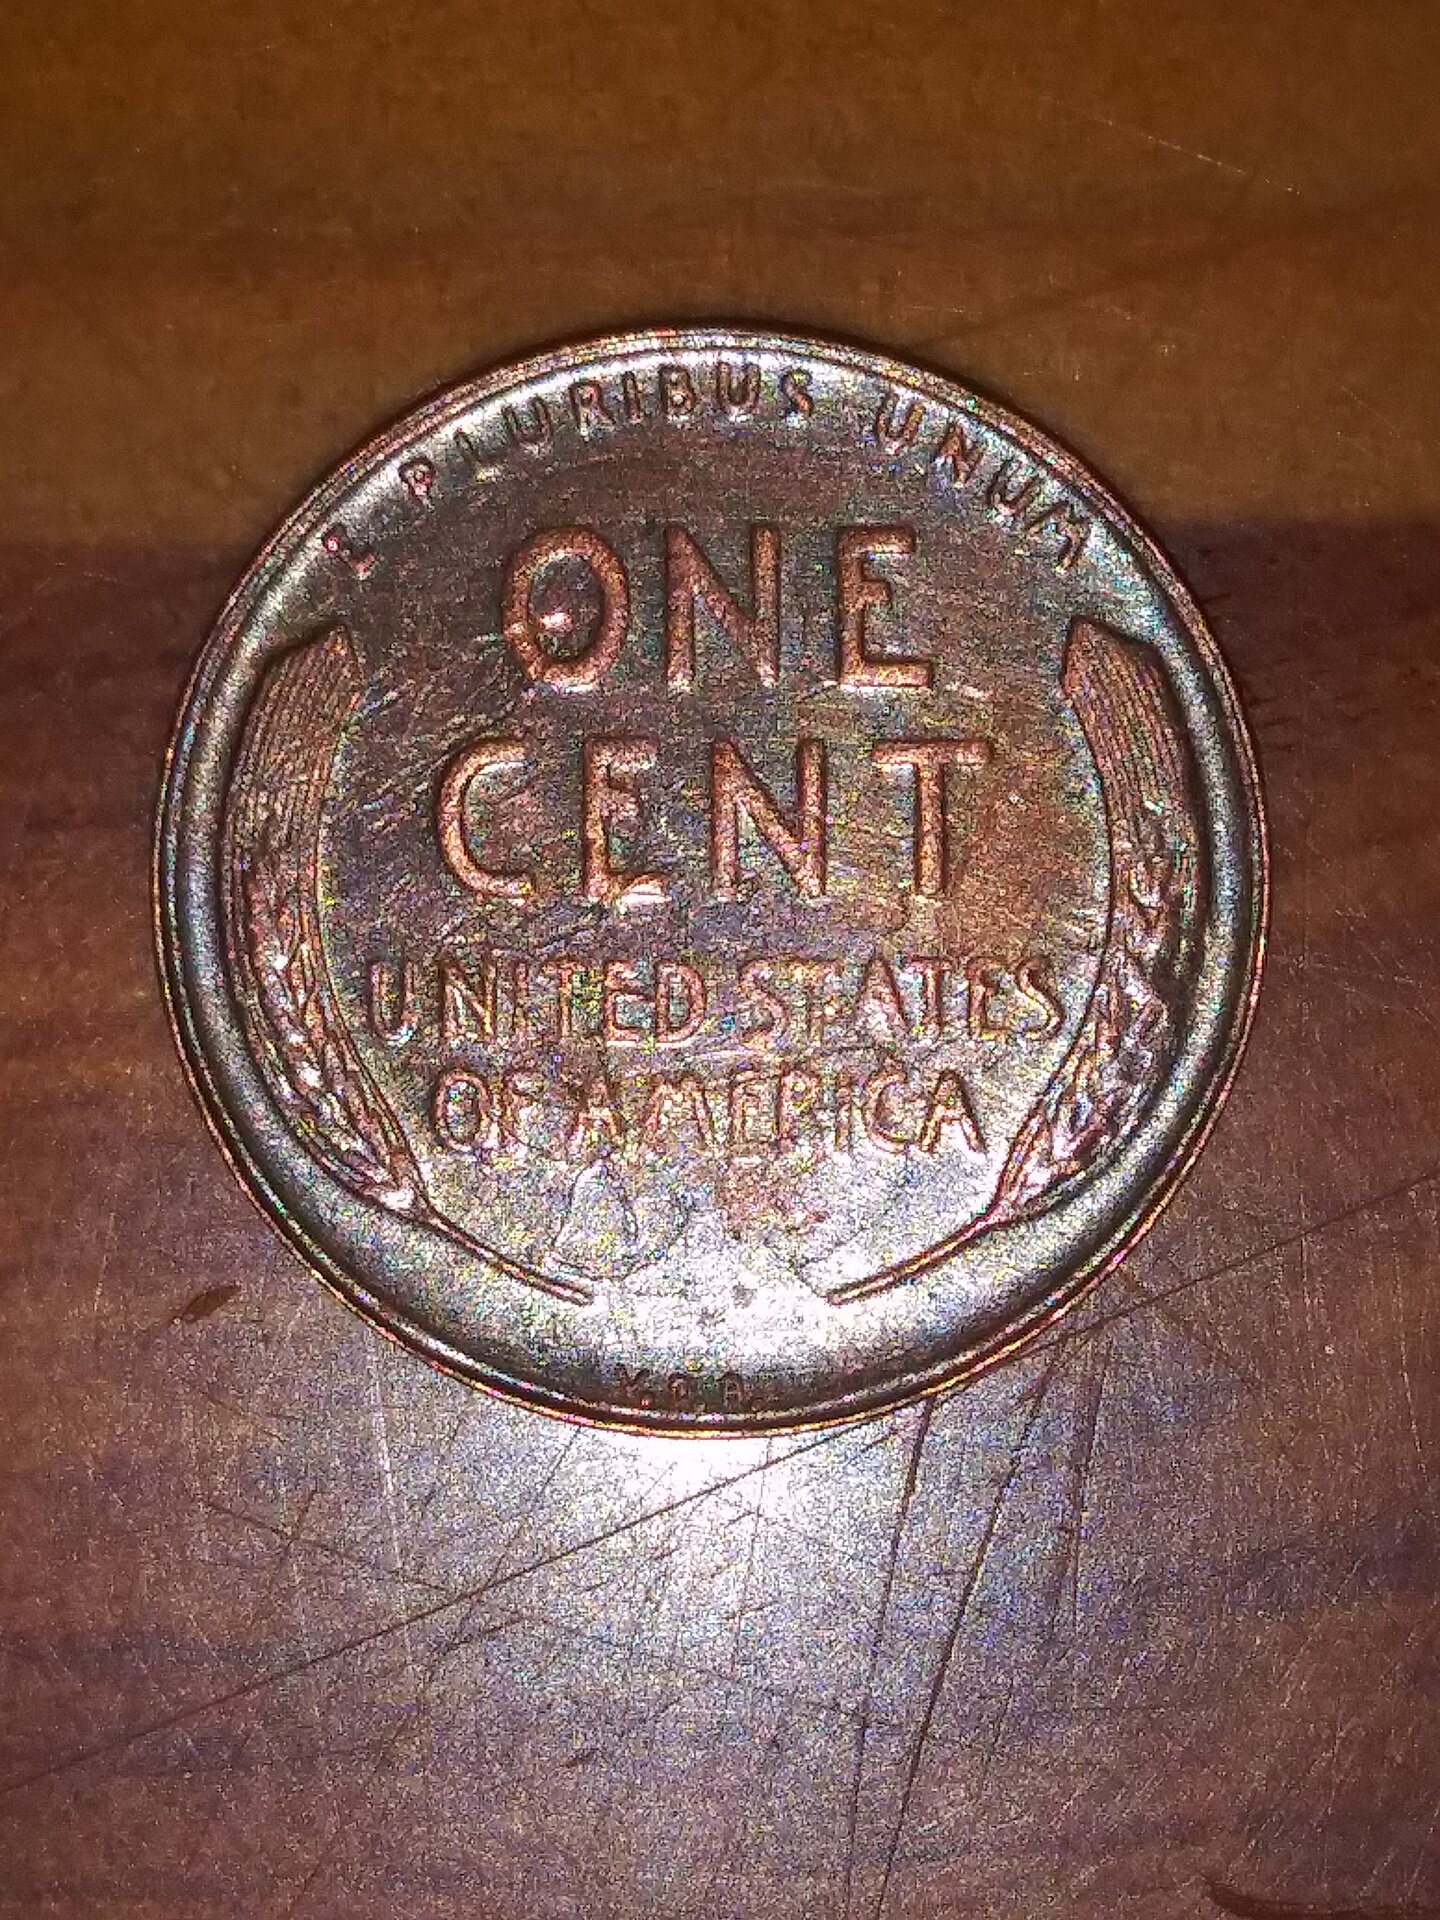 E PLURIBUS UNUM
ONE
CENT
UNITED STATES
OF AMERICA
V.D.B.